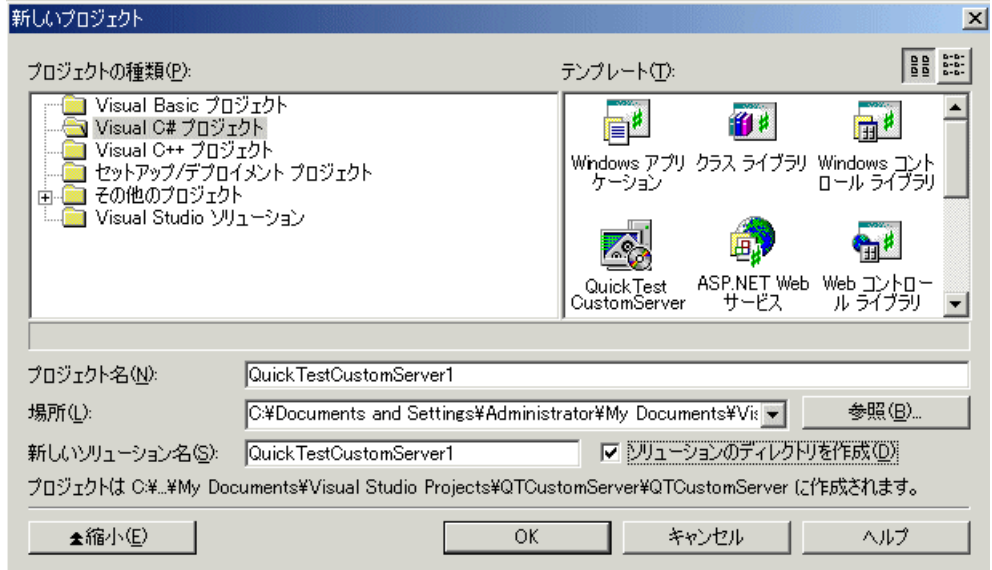 新しいプロジェクト
プロジェクトの種類(P):
テンプレート(T):
Visual Basic プロジェクト
Visual C# プロジェクト
Visual C++ プロジェクト
セットアップ/デプロイメント プロジェクト
その他のプロジェクト
Visual Studio ソリューション
Windows アプリ
ケーション
クラス ライブラリ
Windows コント
ロール ライブラリ
QuickTest
CustomServer
ASP.NET Web
サービス
Web コントロー
ル ライブラリ
プロジェクト名(N):
QuickTestCustomServer1
場所(L):
C:¥Documents and Settings¥Administrator¥My Documents¥Vis
参照(B)...
新しいソリューション名(S):
QuickTestCustomServer1
ソリューションのディレクトリを作成(D)
プロジェクトは C:¥...¥My Documents¥Visual Studio Projects¥QTCustomServer¥QTCustomServer に作成されます。
縮小(E)
OK
キャンセル
ヘルプ